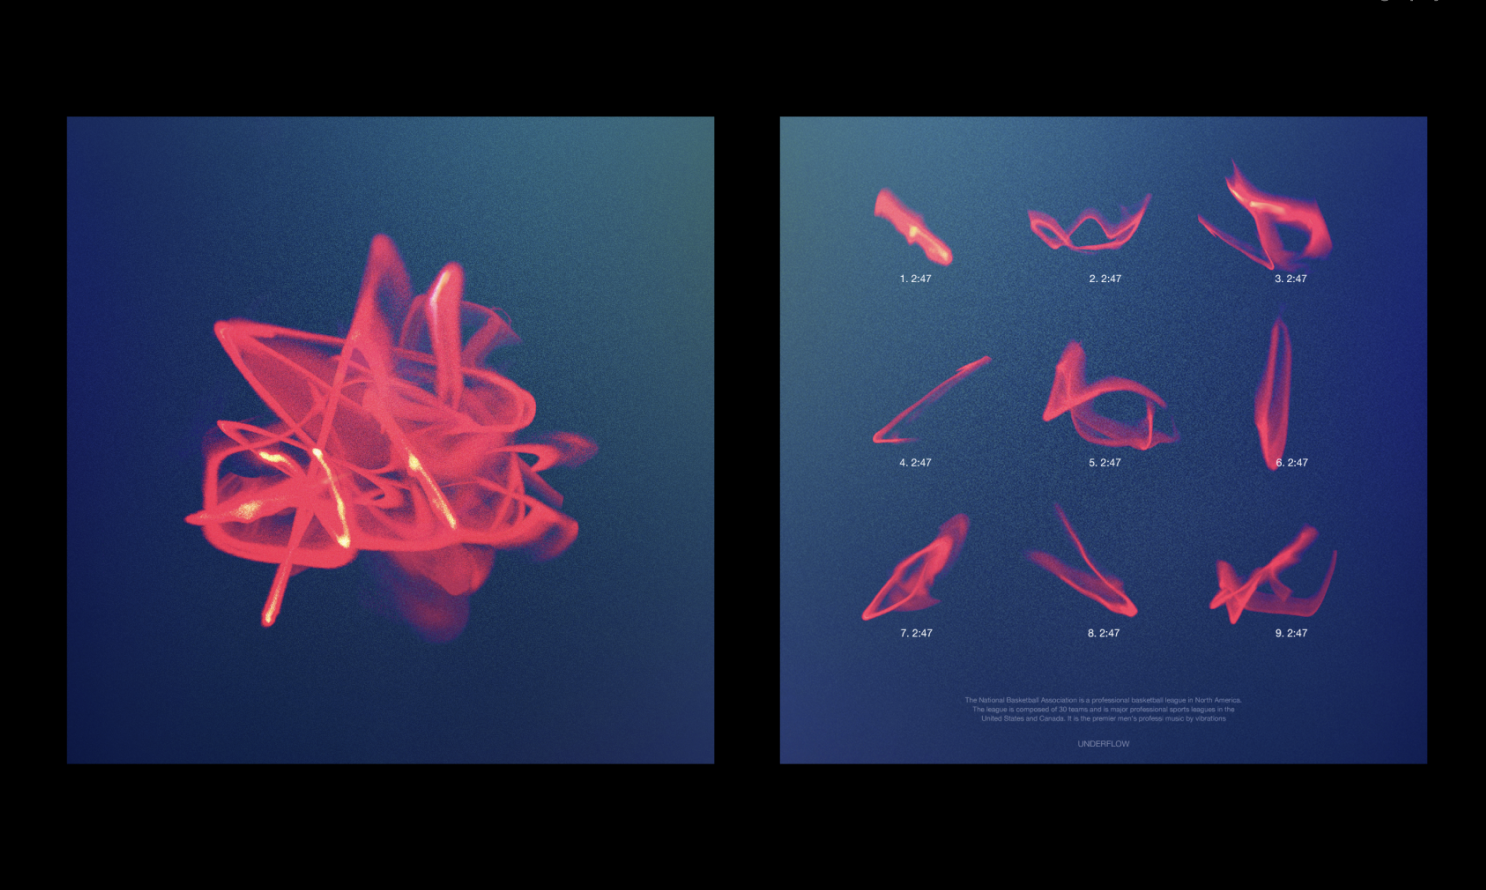 1. 2:47
2. 2:47
3. 2:47
4. 2:47
5. 2:47
6. 2:47
7. 2:47
8. 2:47
9. 2:47
The National Basketball Association is a professional basketball league in North America.
The league is composed of 30 teams and is major professional sports leagues in the
United States and Canada. It is the premier men's professi music by vibrations
UNDERFLOW